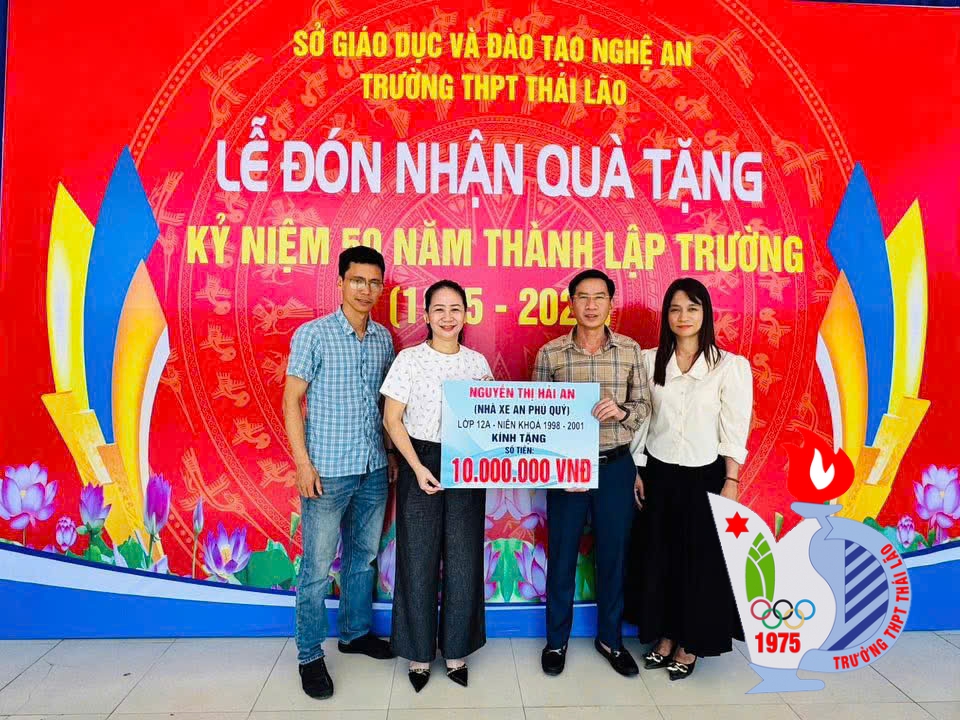 SỞ GIÁO DỤC VÀ ĐÀO TẠO NGHỆ AN
TRƯỜNG THPT THÁI LÃO
LỄ ĐÓN NHẬN QUÀ TẶNG
KỶ NIỆM 50 NĂM THÀNH LẬP TRƯỜNG
NGUYỄN THỊ HẢI AN
(NHÀ XE AN PHÚ QUÝ)
LỚP 12A - NIÊN KHOÁ 1998 - 2001
KÍNH TẶNG
SỐ TIỀN:
10.000.000 VNĐ
1975
TRƯỜNG THPT THÁI LÃO